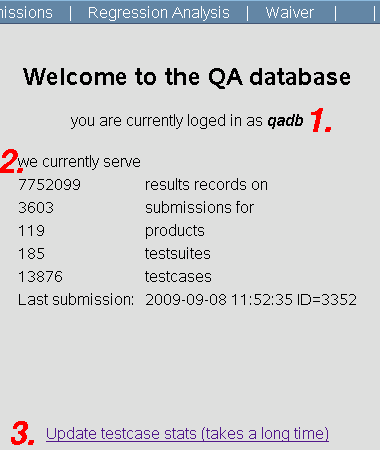 issions | Regression Analysis | Waiver | |
Welcome to the QA database
you are currently loged in as qadb 1.
2. we currently serve
7752099 results records on
3603 submissions for
119 products
185 testsuites
13876 testcases
Last submission: 2009-09-08 11:52:35 ID=3352
3. Update testcase stats (takes a long time)